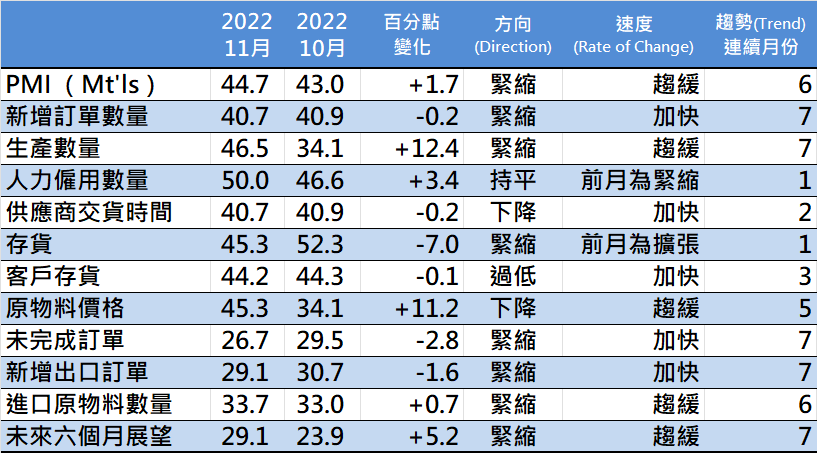 2022 11月 2022 10月 百分點變化 方向(Direction) 速度(Rate of Change) 趨勢(Trend)連續月份
PMI（Mt'ls） 44.7 43.0 +1.7 緊縮 趨緩 6
新增訂單數量 40.7 40.9 -0.2 緊縮 加快 7
生產數量 46.5 34.1 +12.4 緊縮 趨緩 7
人力僱用數量 50.0 46.6 +3.4 持平 前月為緊縮 1
供應商交貨時間 40.7 40.9 -0.2 下降 加快 2
存貨 45.3 52.3 -7.0 緊縮 前月為擴張 1
客戶存貨 44.2 44.3 -0.1 過低 加快 3
原物料價格 45.3 34.1 +11.2 下降 趨緩 5
未完成訂單 26.7 29.5 -2.8 緊縮 加快 7
新增出口訂單 29.1 30.7 -1.6 緊縮 加快 7
進口原物料數量 33.7 33.0 +0.7 緊縮 趨緩 6
未來六個月展望 29.1 23.9 +5.2 緊縮 趨緩 7